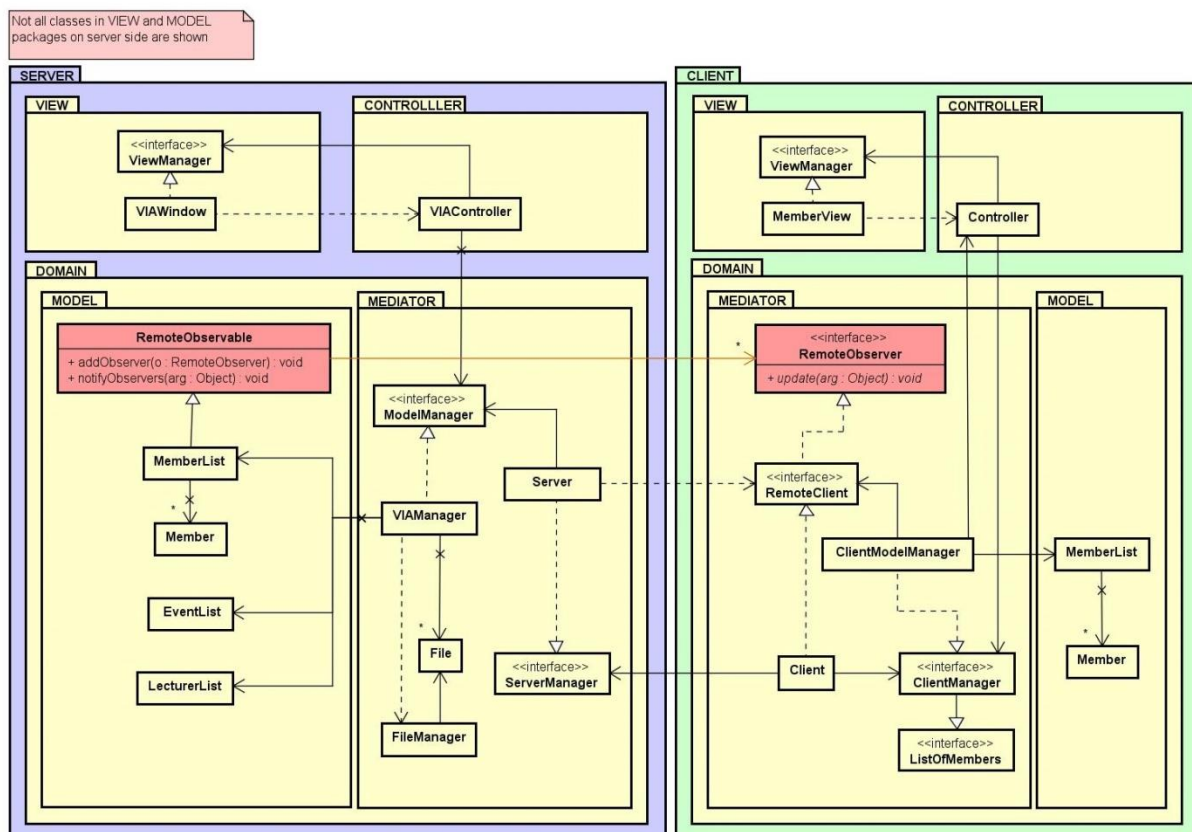 Not all classes in VIEW and MODEL
packages on server side are shown
SERVER
VIEW
<<interface>>
ViewManager
VIAWindow
CONTROLLLER
VIAController
DOMAIN
MODEL
RemoteObservable
+ addObserver(o : RemoteObserver) : void
+ notifyObservers(arg : Object) : void
MemberList
*
Member
EventList
LecturerList
MEDIATOR
<<interface>>
ModelManager
Server
VIAManager
*
File
<<interface>>
ServerManager
FileManager
CLIENT
VIEW
<<interface>>
ViewManager
MemberView
CONTROLLER
Controller
DOMAIN
MEDIATOR
*
<<interface>>
RemoteObserver
+ update(arg : Object) : void
<<interface>>
RemoteClient
ClientModelManager
Client
<<interface>>
ClientManager
<<interface>>
ListOfMembers
MODEL
MemberList
*
Member